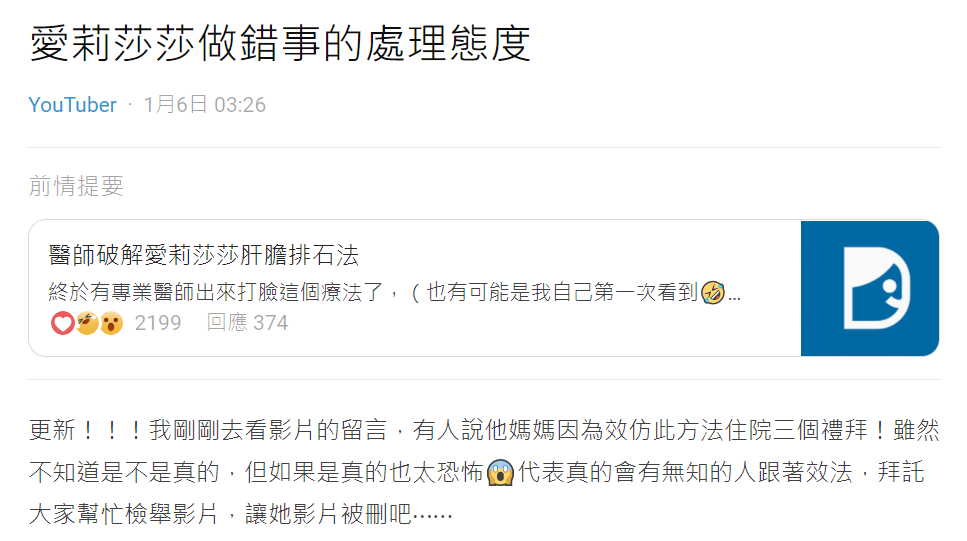 愛莉莎莎做錯事的處理態度
YouTuber · 1月6日 03:26
前情提要
醫師破解愛莉莎莎肝膽排石法
終於有專業醫師出來打臉這個療法了，（也有可能是我自己第一次看到🤣...
2199 回應 374
更新！！！我剛剛去看影片的留言，有人說他媽媽因為效仿此方法住院三個禮拜！雖然
不知道是不是真的，但如果是真的也太恐怖😱代表真的會有無知的人跟著效法，拜託
大家幫忙檢舉影片，讓她影片被刪吧⋯⋯